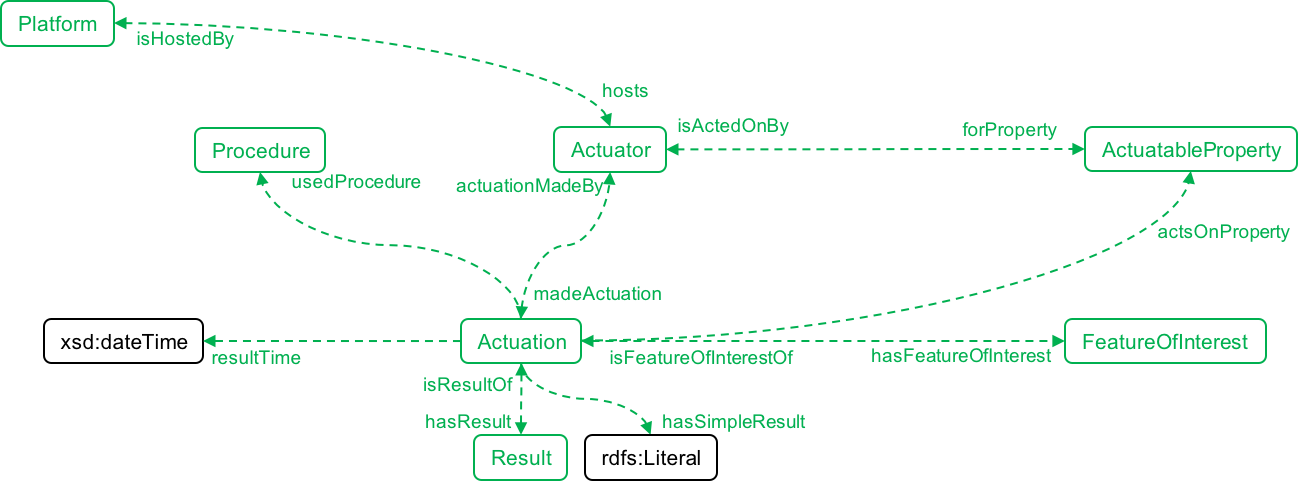 Platform
isHostedBy
hosts
isActedOnBy
forProperty
Procedure
Actuator
ActuatableProperty
usedProcedure
actuationMadeBy
actsOnProperty
madeActuation
xsd:dateTime
Actuation
FeatureOfInterest
resultTime
isFeatureOfInterestOf
hasFeatureOfInterest
isResultOf
hasResult
hasSimpleResult
Result
rdfs:Literal